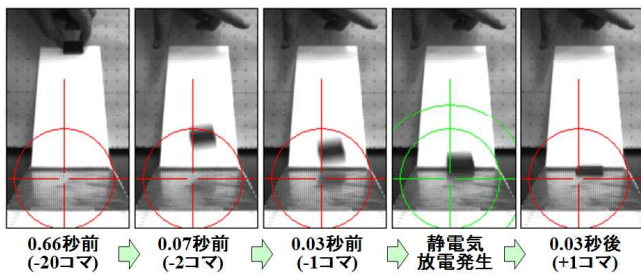 0.66秒前
(-20コマ)
0.07秒前
(-2コマ)
0.03秒前
(-1コマ)
静電気
放電発生
0.03秒後
(+1コマ)